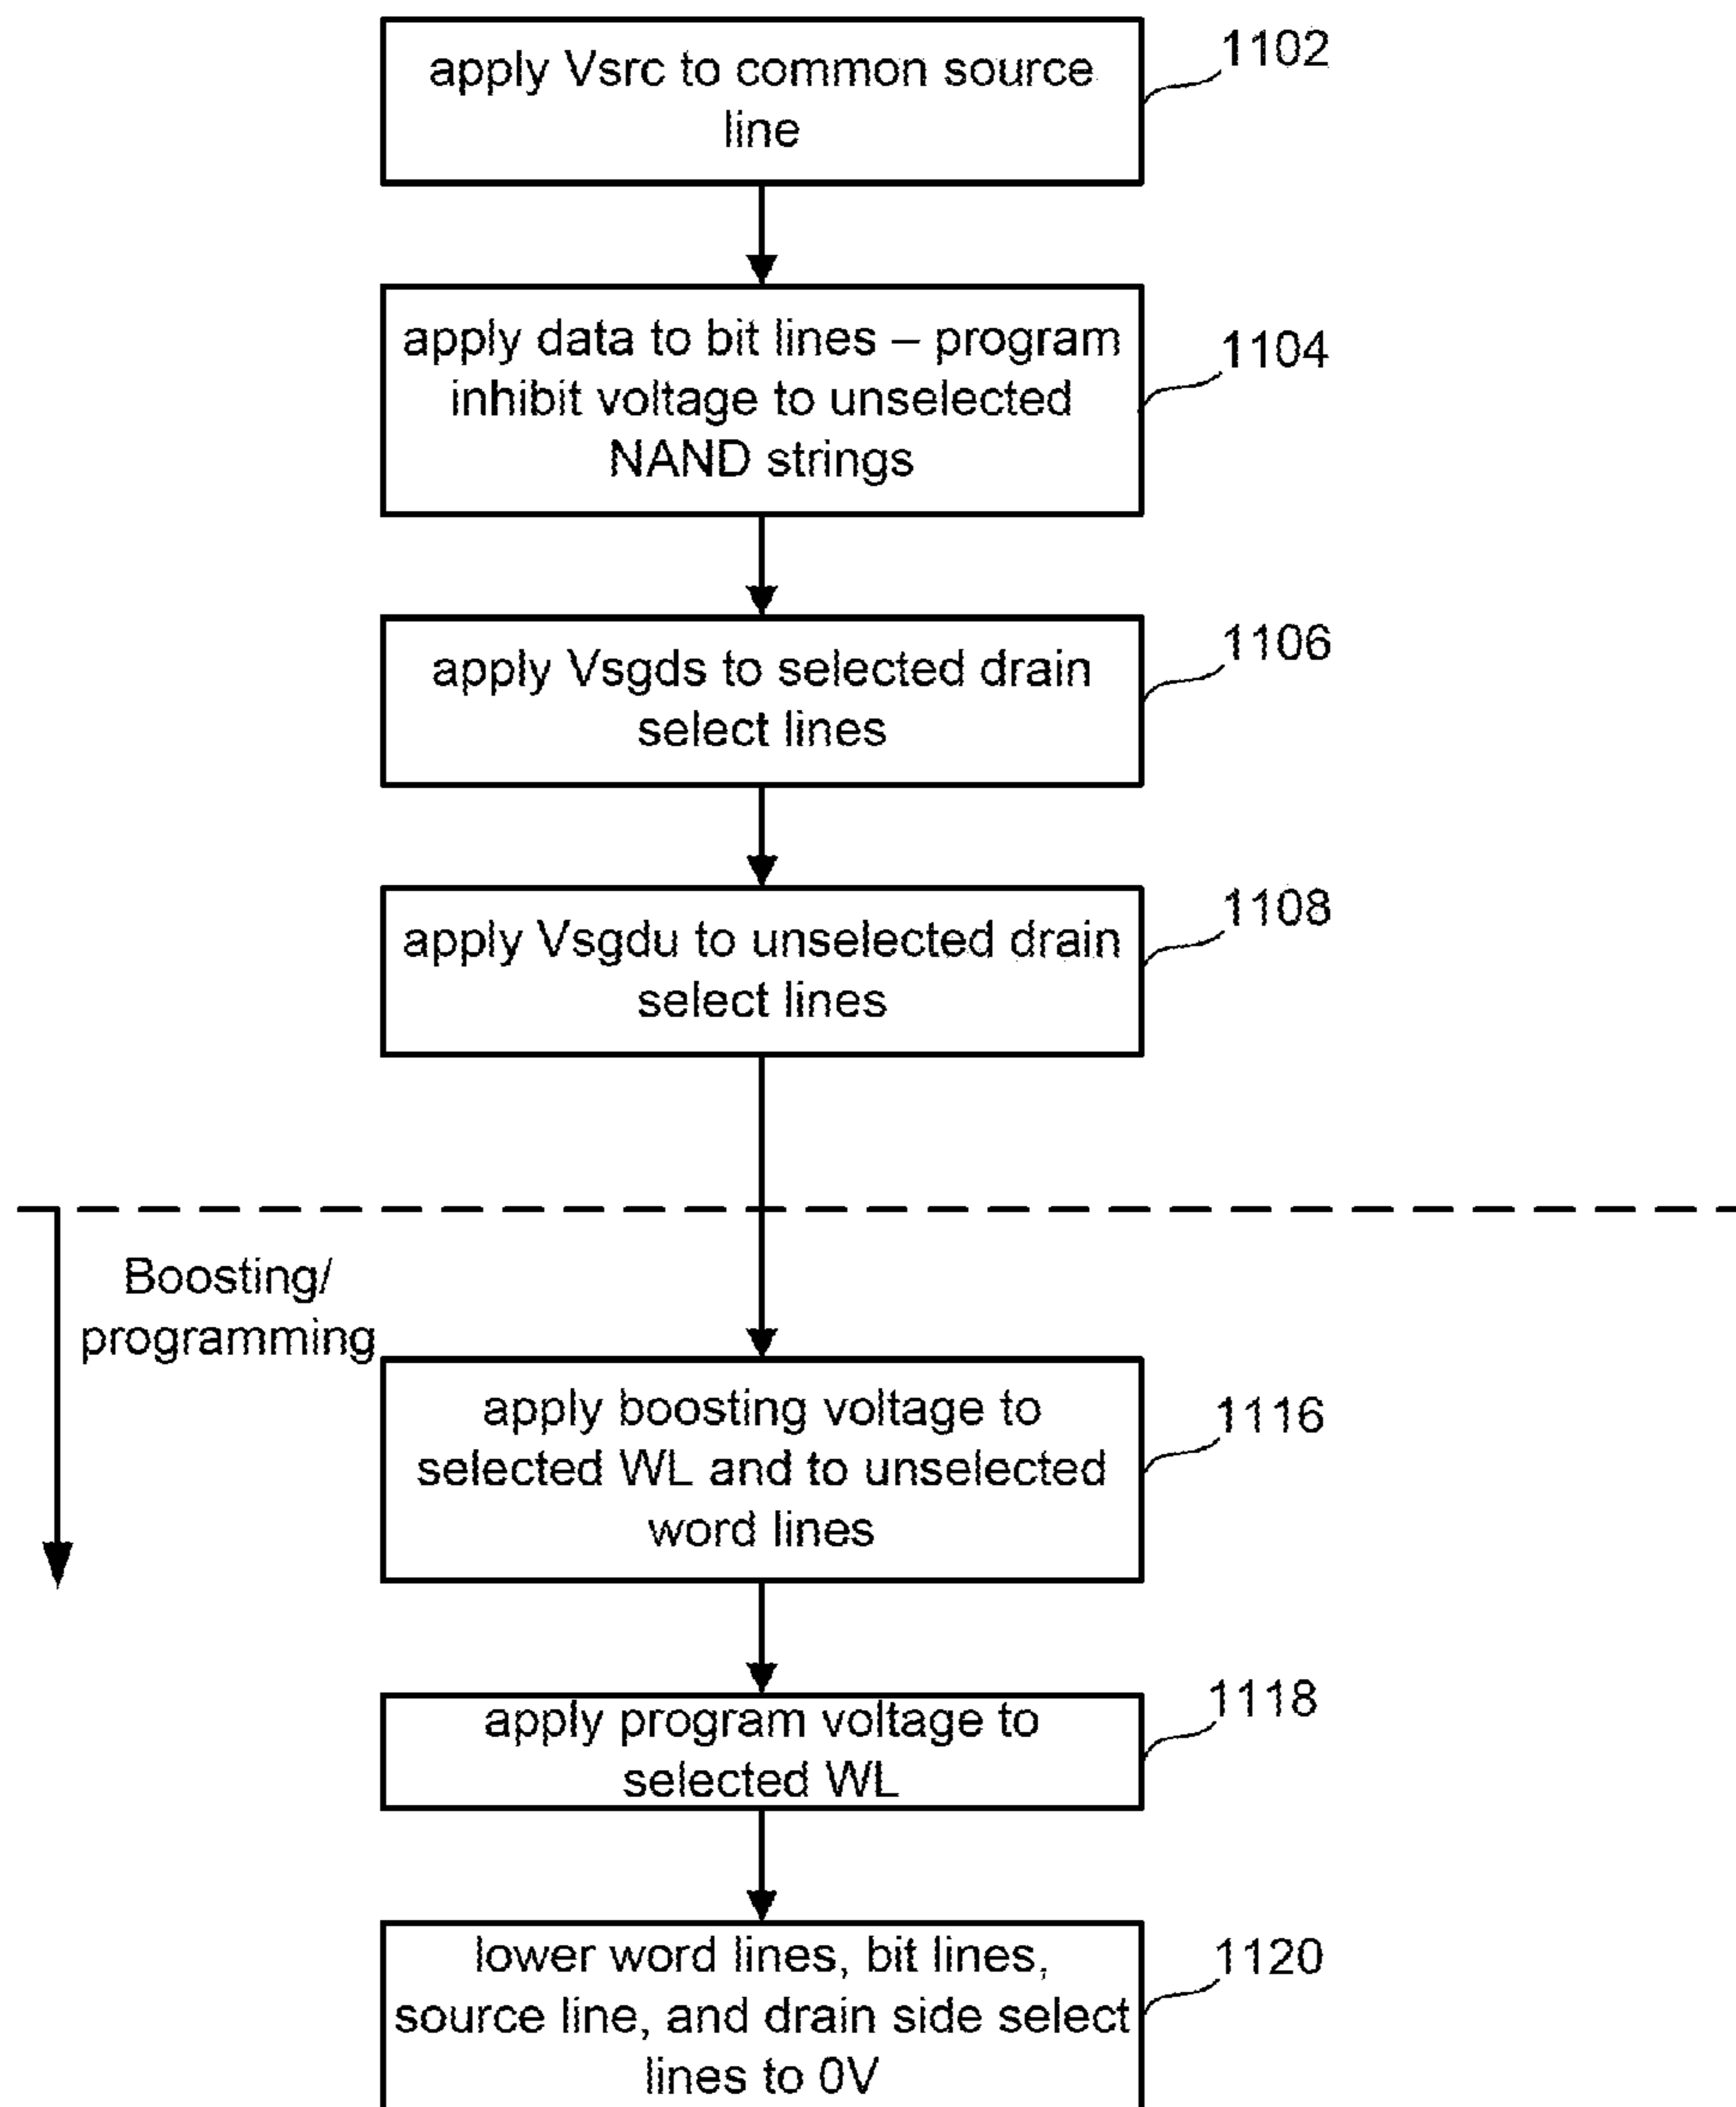 apply Vsrc to common source
line
1102
apply data to bit lines – program
inhibit voltage to unselected
NAND strings
1104
apply Vsgds to selected drain
select lines
1106
apply Vsgdu to unselected drain
select lines
1108
Boosting/
programming
apply boosting voltage to
selected WL and to unselected
word lines
1116
apply program voltage to
selected WL
1118
lower word lines, bit lines,
source line, and drain side select
lines to 0V
1120